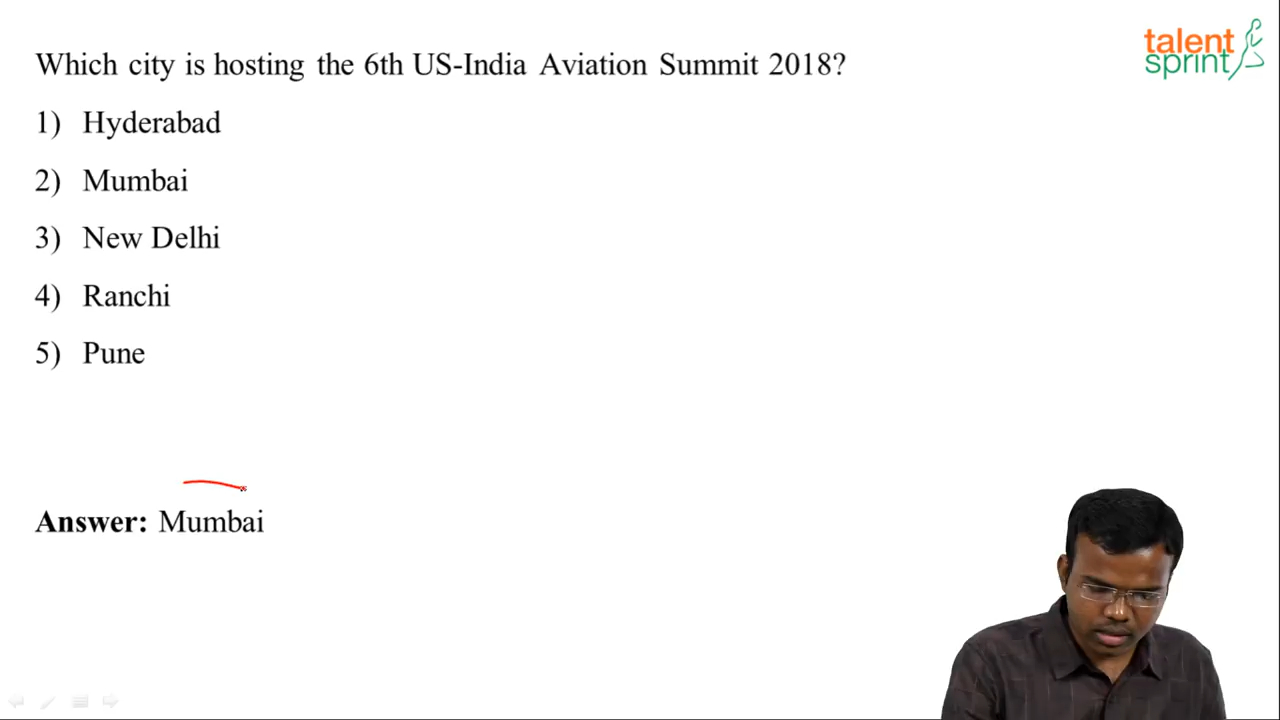 talent
sprint
Which city is hosting the 6th US-India Aviation Summit 2018?
1) Hyderabad
2) Mumbai
3) New Delhi
4) Ranchi
5) Pune
Answer: Mumbai